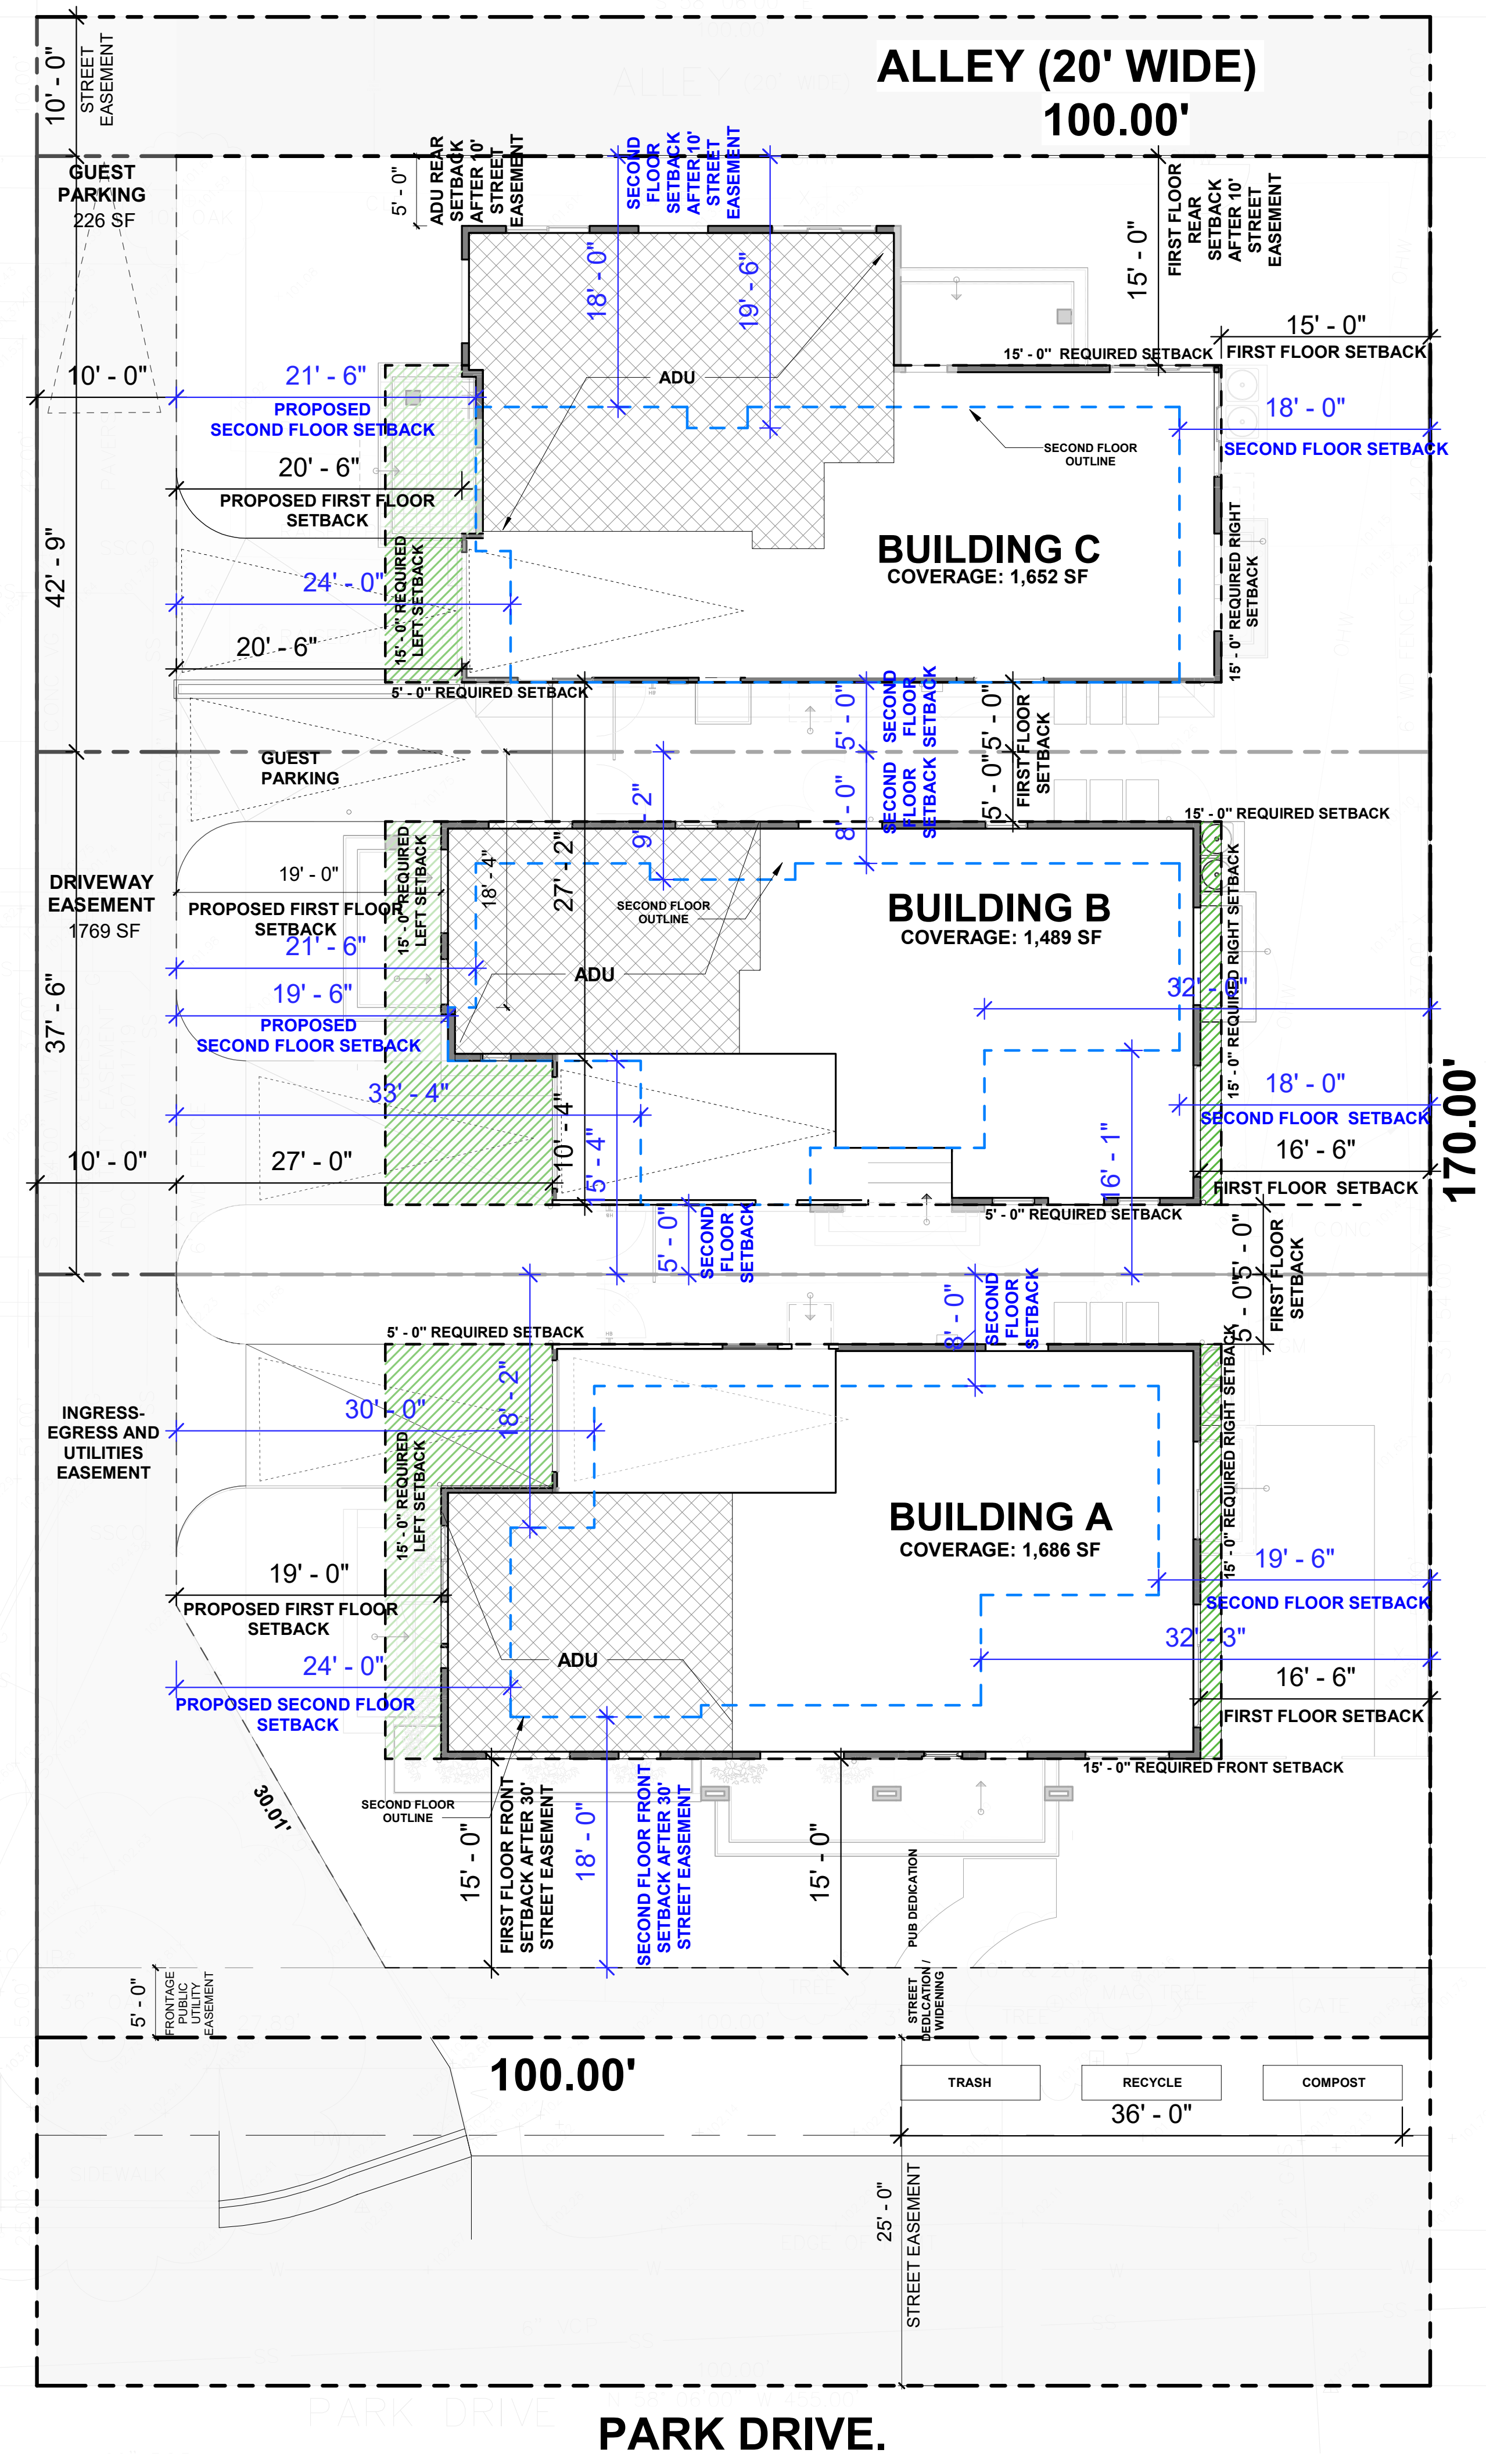 ALLEY (20' WIDE)
100.00'
10' - 0"
STREET
EASEMENT
GUEST
PARKING
226 SF
5' - 0"
ADU REAR
SETBACK
AFTER 10'
STREET
EASEMENT
SECOND
FLOOR
SETBACK
AFTER 10'
STREET
EASEMENT
18' - 0"
19' - 6"
15' - 0"
FIRST FLOOR
REAR
SETBACK
AFTER 10'
STREET
EASEMENT
15' - 0"
FIRST FLOOR SETBACK
15' - 0" REQUIRED SETBACK
10' - 0"
21' - 6"
PROPOSED
SECOND FLOOR SETBACK
ADU
18' - 0"
SECOND FLOOR SETBACK
SECOND FLOOR
OUTLINE
20' - 6"
PROPOSED FIRST FLOOR
SETBACK
42' - 9"
24' - 0"
15' - 0" REQUIRED
LEFT SETBACK
BUILDING C
COVERAGE: 1,652 SF
15' - 0" REQUIRED RIGHT
SETBACK
20' - 6"
5' - 0" REQUIRED SETBACK
5' - 0"
SECOND
FLOOR
SETBACK
5' - 0"
FIRST FLOOR
SETBACK
GUEST
PARKING
9' - 2"
8' - 0"
SECOND
FLOOR
SETBACK
5' - 0"
15' - 0" REQUIRED SETBACK
DRIVEWAY
EASEMENT
1769 SF
19' - 0"
PROPOSED FIRST FLOOR
SETBACK
15' - 0" REQUIRED
LEFT SETBACK
18' - 4"
27' - 2"
SECOND FLOOR
OUTLINE
BUILDING B
COVERAGE: 1,489 SF
15' - 0" REQUIRED RIGHT SETBACK
21' - 6"
ADU
19' - 6"
PROPOSED
SECOND FLOOR SETBACK
32' - 0"
37' - 6"
33' - 4"
18' - 0"
SECOND FLOOR SETBACK
10' - 4"
15' - 4"
16' - 1"
170.00'
10' - 0"
27' - 0"
16' - 6"
FIRST FLOOR SETBACK
5' - 0" REQUIRED SETBACK
5' - 0"
SECOND
FLOOR
SETBACK
5' - 0"
5' - 0"
FIRST FLOOR
SETBACK
8' - 0"
SECOND
FLOOR
SETBACK
5' - 0" REQUIRED SETBACK
INGRESS-
EGRESS AND
UTILITIES
EASEMENT
30' - 0"
18' - 2"
15' - 0" REQUIRED
LEFT SETBACK
15' - 0" REQUIRED RIGHT SETBACK
BUILDING A
COVERAGE: 1,686 SF
19' - 0"
PROPOSED FIRST FLOOR
SETBACK
19' - 6"
SECOND FLOOR SETBACK
ADU
32' - 3"
24' - 0"
PROPOSED SECOND FLOOR
SETBACK
16' - 6"
FIRST FLOOR SETBACK
15' - 0" REQUIRED FRONT SETBACK
30.01'
SECOND FLOOR
OUTLINE
15' - 0"
FIRST FLOOR FRONT
SETBACK AFTER 30'
STREET EASEMENT
18' - 0"
SECOND FLOOR FRONT
SETBACK AFTER 30'
STREET EASEMENT
15' - 0"
PUB DEDICATION
5' - 0"
FRONTAGE
PUBLIC
UTILITY
EASEMENT
STREET
DEDLCATION /
WIDENING
100.00'
TRASH
RECYCLE
COMPOST
36' - 0"
25' - 0"
STREET EASEMENT
PARK DRIVE
PARK DRIVE.